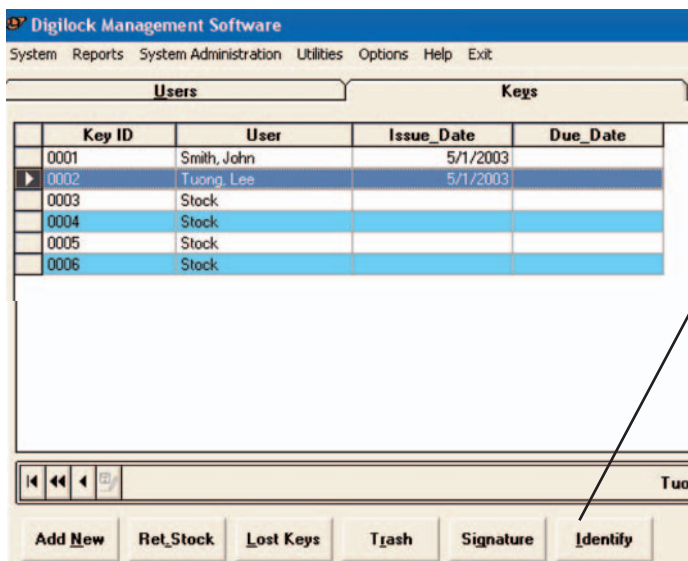 Digilock Management Software
System Reports System Administration Utilities Options Help Exit
Users Keys
Key ID User Issue_Date Due_Date
0001 Smith, John 5/1/2003
0002 Tuong, Lee 5/1/2003
0003 Stock
0004 Stock
0005 Stock
0006 Stock
Tuo
Add New Ret_Stock Lost Keys Trash Signature Identify